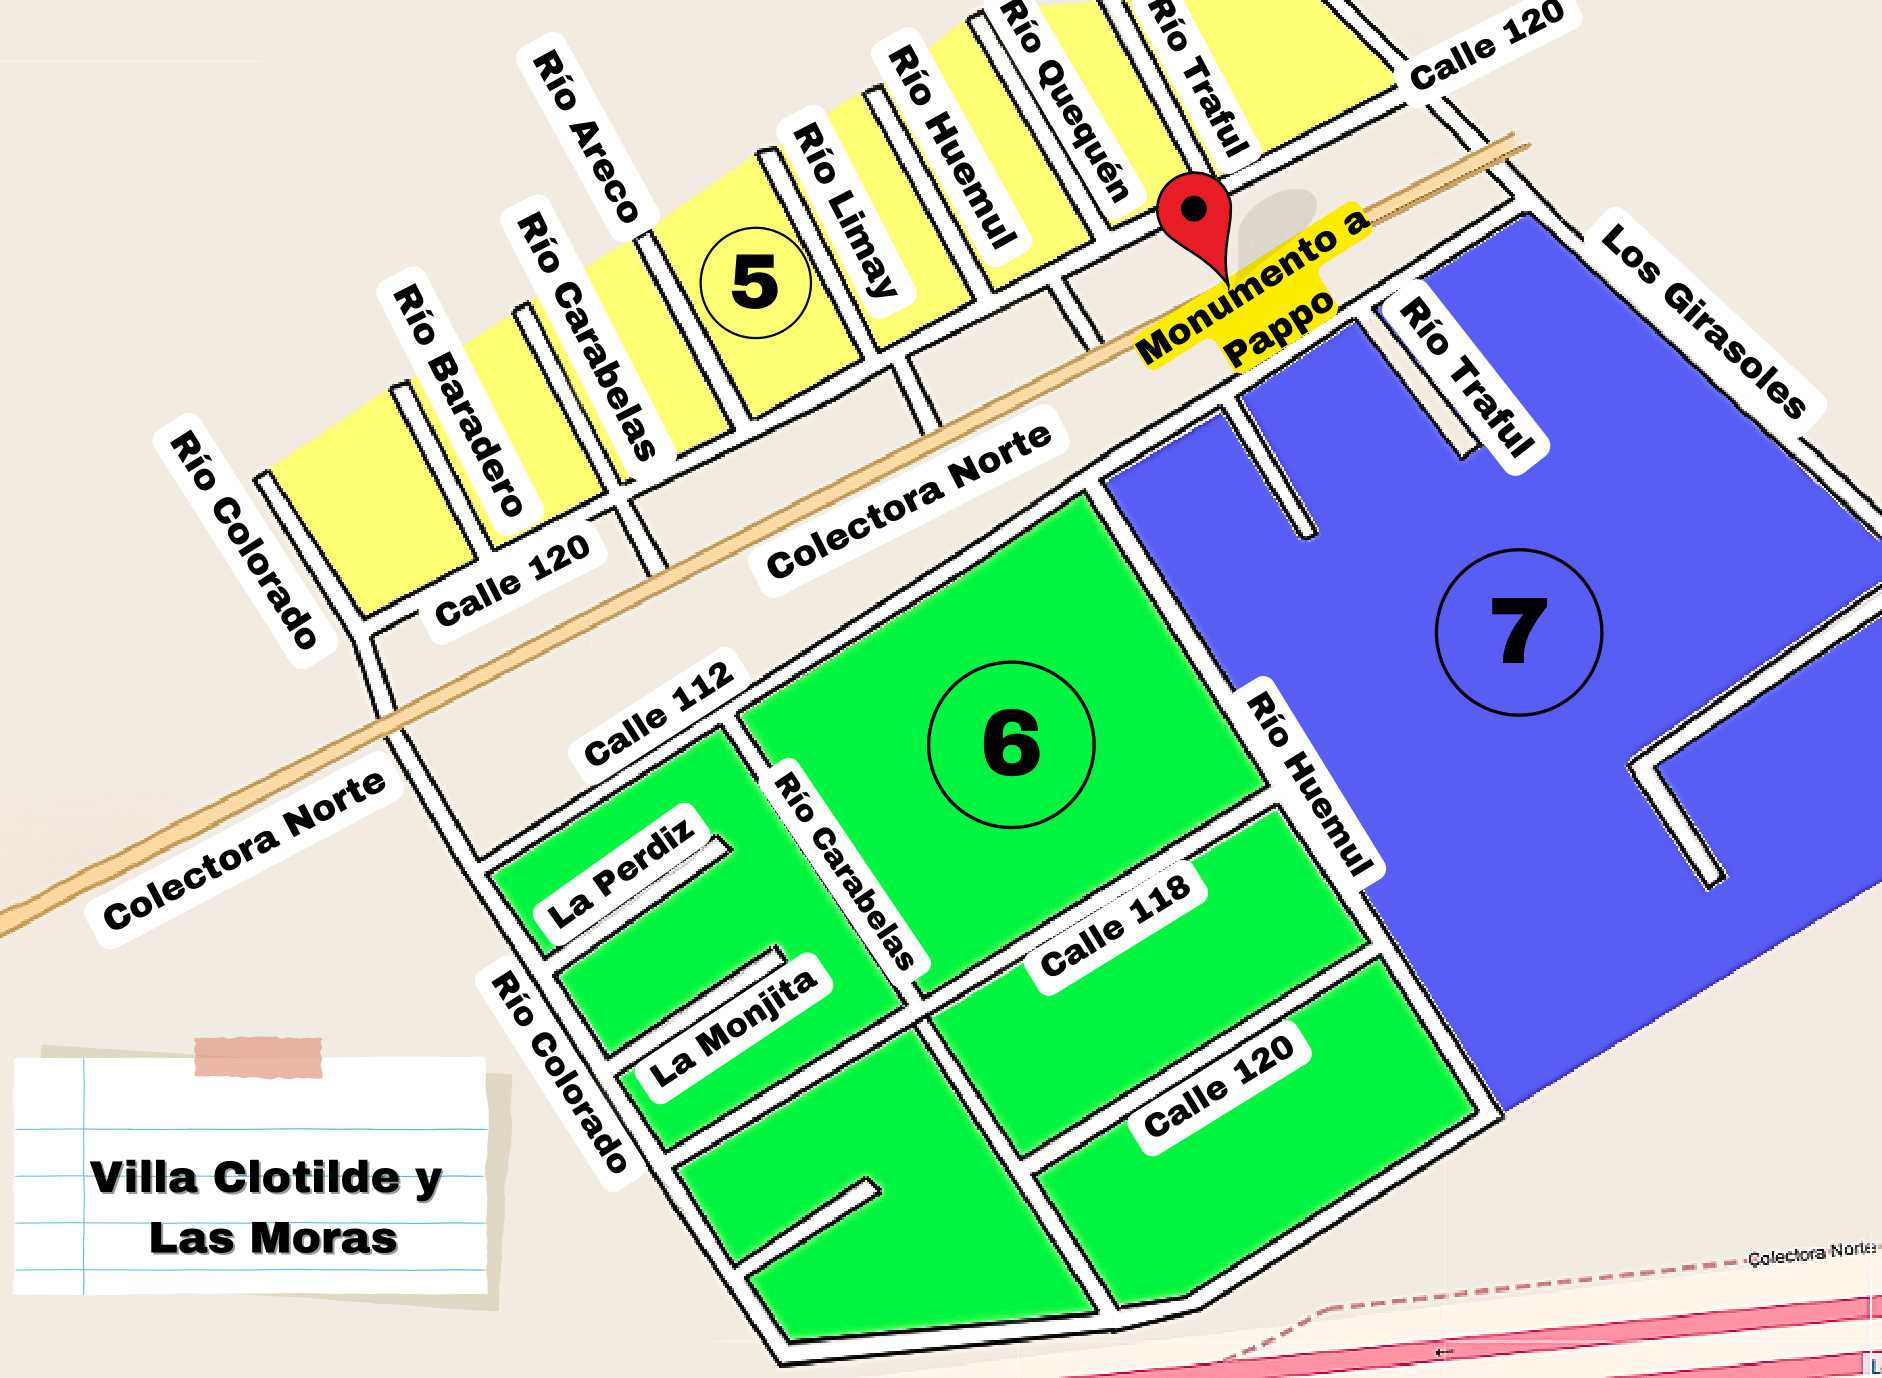 Río Traful
Calle 120
Río Quequén
Río Huemul
Río Areco
Río Limay
5
Río Carabelas
Río Baradero
Monumento a
Pappo
Los Girasoles
Río Traful
Río Colorado
Calle 120
Colectora Norte
7
Calle 112
6
Río Huemul
Colectora Norte
La Perdiz
Río Carabelas
Calle 118
La Monjita
Río Colorado
Calle 120
Villa Clotilde y
Las Moras
Colectora Norte
←